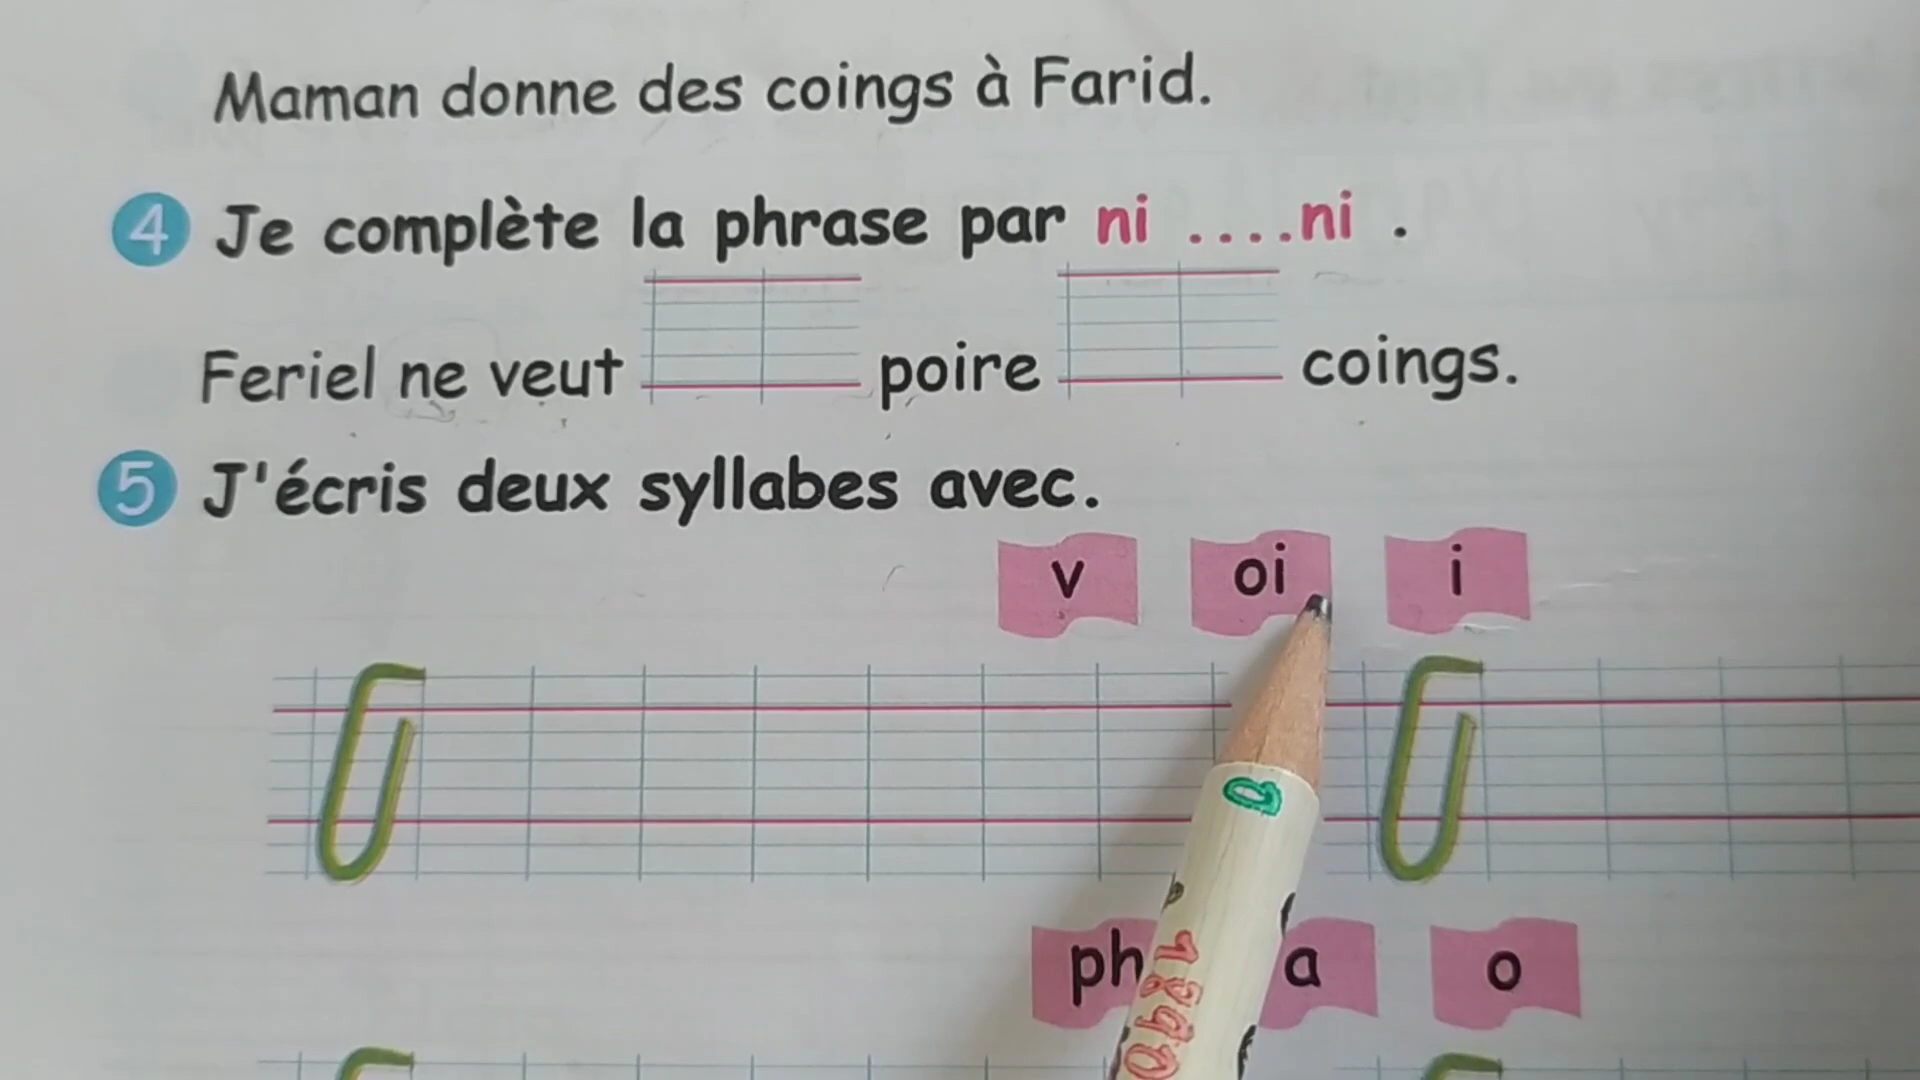 Maman donne des coings à Farid.
4 Je complète la phrase par ni ....ni .
Feriel ne veut poire coings.
5 J'écris deux syllabes avec.
v oi i
ph a o